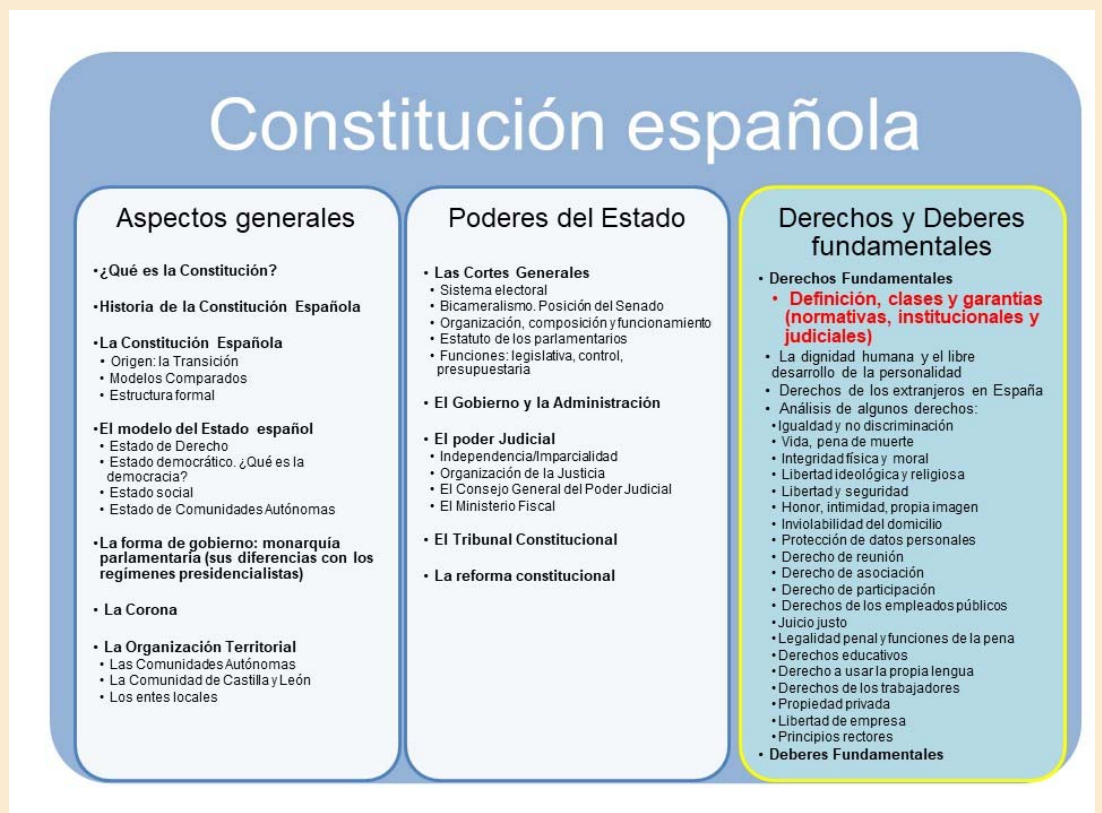 Constitución española
Aspectos generales
•¿Qué es la Constitución?
•Historia de la Constitución Española
•La Constitución Española
• Origen: la Transición
• Modelos Comparados
• Estructura formal
•El modelo del Estado español
• Estado de Derecho
• Estado democrático. ¿Qué es la
democracia?
• Estado social
• Estado de Comunidades Autónomas
•La forma de gobierno: monarquía
parlamentaria (sus diferencias con los
regímenes presidencialistas)
• La Corona
• La Organización Territorial
• Las Comunidades Autónomas
• La Comunidad de Castilla y León
• Los entes locales
Poderes del Estado
• Las Cortes Generales
• Sistema electoral
• Bicameralismo. Posición del Senado
• Organización, composición y funcionamiento
• Estatuto de los parlamentarios
• Funciones: legislativa, control,
presupuestaria
• El Gobierno y la Administración
• El poder Judicial
• Independencia/Imparcialidad
• Organización de la Justicia
• El Consejo General del Poder Judicial
• El Ministerio Fiscal
• El Tribunal Constitucional
• La reforma constitucional
Derechos y Deberes
fundamentales
• Derechos Fundamentales
• Definición, clases y garantías
(normativas, institucionales y
judiciales)
• La dignidad humana y el libre
desarrollo de la personalidad
• Derechos de los extranjeros en España
• Análisis de algunos derechos:
•Igualdad y no discriminación
• Vida, pena de muerte
• Integridad física y moral
• Libertad ideológica y religiosa
• Libertad y seguridad
• Honor, intimidad, propia imagen
• Inviolabilidad del domicilio
• Protección de datos personales
• Derecho de reunión
• Derecho de asociación
• Derecho de participación
• Derechos de los empleados públicos
•Juicio justo
•Legalidad penal y funciones de la pena
•Derechos educativos
•Derecho a usar la propia lengua
•Derechos de los trabajadores
•Propiedad privada
•Libertad de empresa
•Principios rectores
• Deberes Fundamentales